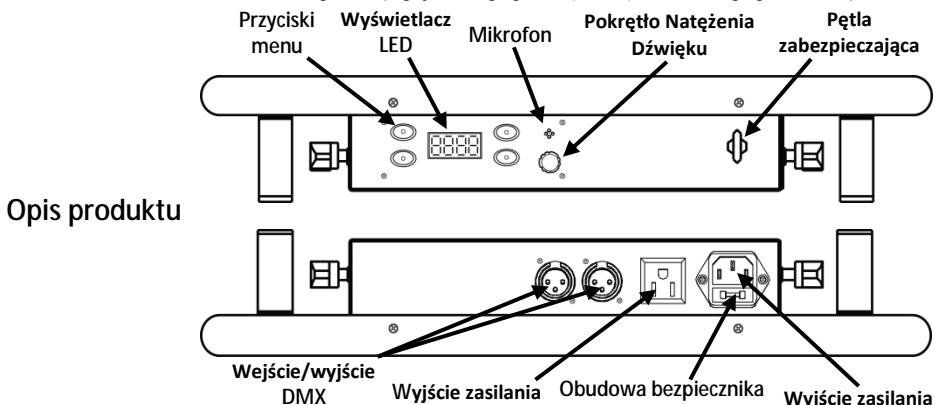 Przyciski
menu
Wyświetlacz
LED
Mikrofon
Pokrętło Natężenia
Dźwięku
Pętla
zabezpieczająca
Opis produktu
Wejście/wyjście
DMX
Wyjście zasilania
Obudowa bezpiecznika
Wyjście zasilania